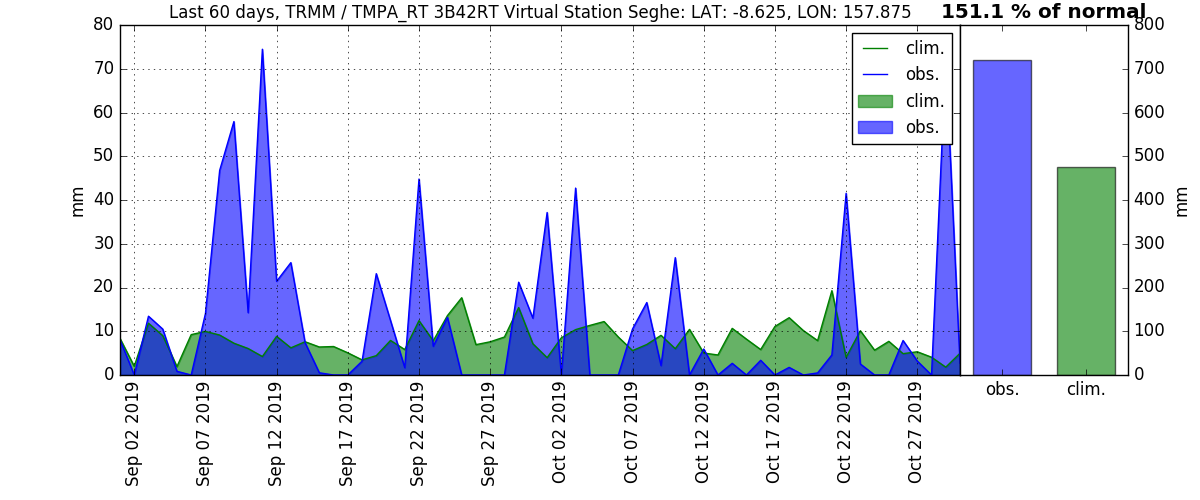 Last 60 days, TRMM / TMPA_RT 3B42RT Virtual Station Seghe: LAT: -8.625, LON: 157.875
151.1 % of normal
80
70
60
50
40
30
20
10
0
mm
clim.
obs.
clim.
obs.
Sep 02 2019
Sep 07 2019
Sep 12 2019
Sep 17 2019
Sep 22 2019
Sep 27 2019
Oct 02 2019
Oct 07 2019
Oct 12 2019
Oct 17 2019
Oct 22 2019
Oct 27 2019
obs.
clim.
800
700
600
500
400
300
200
100
0
mm